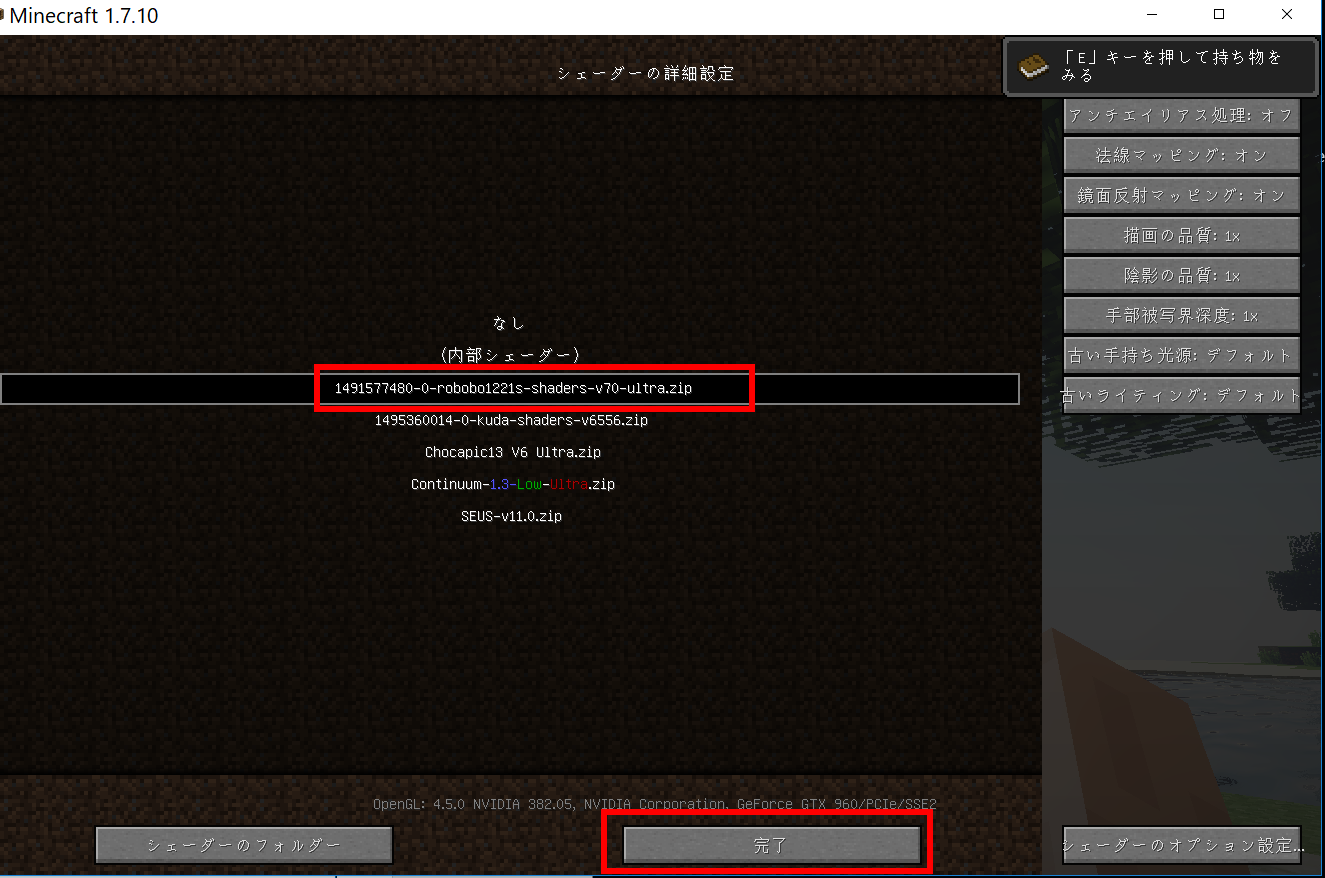 Minecraft 1.7.10
シェーダーの詳細設定
「E」キーを押して持ち物を
みる
アンチエイリアス処理: オフ
法線マッピング: オン
鏡面反射マッピング: オン
描画の品質: 1x
陰影の品質: 1x
手部被写界深度: 1x
古い手持ち光源: デフォルト
古いライティング: デフォルト
なし
(内部シェーダー)
1491577480-0-robobo1221s-shaders-v70-ultra.zip
1495360014-0-kuda-shaders-v6556.zip
Chocapic13 V6 Ultra.zip
Continuum-1.3-Low-Ultra.zip
SEUS-v11.0.zip
OpenGL: 4.5.0 NVIDIA 382.05, NVIDIA Corporation, GeForce GTX 960/PCIe/SSE2
シェーダーのフォルダー
完了
シェーダーのオプション設定...